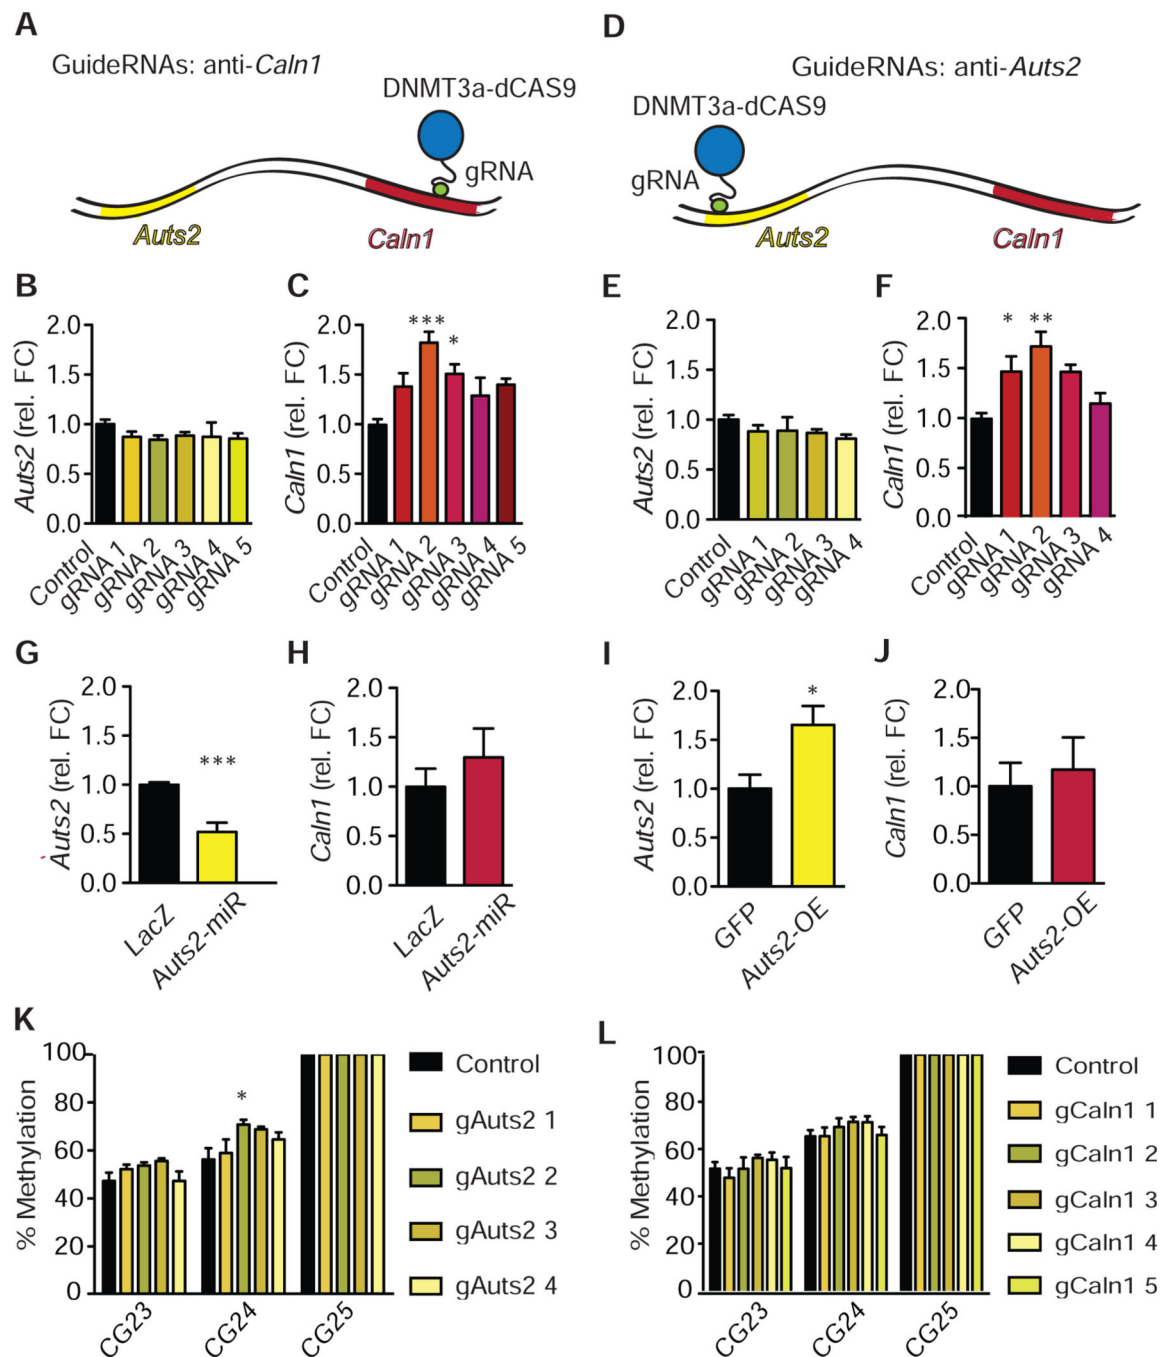 A
GuideRNAs: anti-Caln1
DNMT3a-dCAS9
gRNA
Auts2
Caln1
D
GuideRNAs: anti-Auts2
DNMT3a-dCAS9
gRNA
Auts2
Caln1
B
Auts2 (rel. FC)
2.0
1.5
1.0
0.5
0.0
Control
gRNA 1
gRNA 2
gRNA 3
gRNA 4
gRNA 5
C
Caln1 (rel. FC)
2.0
1.5
1.0
0.5
0.0
***
*
Control
gRNA 1
gRNA 2
gRNA 3
gRNA 4
gRNA 5
E
Auts2 (rel. FC)
2.0
1.5
1.0
0.5
0.0
Control
gRNA 1
gRNA 2
gRNA 3
gRNA 4
F
Caln1 (rel. FC)
2.0
1.5
1.0
0.5
0.0
*
**
Control
gRNA 1
gRNA 2
gRNA 3
gRNA 4
G
Auts2 (rel. FC)
2.0
1.5
1.0
0.5
0.0
***
LacZ
Auts2-miR
H
Caln1 (rel. FC)
2.0
1.5
1.0
0.5
0.0
LacZ
Auts2-miR
I
Auts2 (rel. FC)
2.0
1.5
1.0
0.5
0.0
*
GFP
Auts2-OE
J
Caln1 (rel. FC)
2.0
1.5
1.0
0.5
0.0
GFP
Auts2-OE
K
% Methylation
100
80
60
40
20
0
*
CG23
CG24
CG25
Control
gAuts2 1
gAuts2 2
gAuts2 3
gAuts2 4
L
% Methylation
100
80
60
40
20
0
CG23
CG24
CG25
Control
gCaln1 1
gCaln1 2
gCaln1 3
gCaln1 4
gCaln1 5